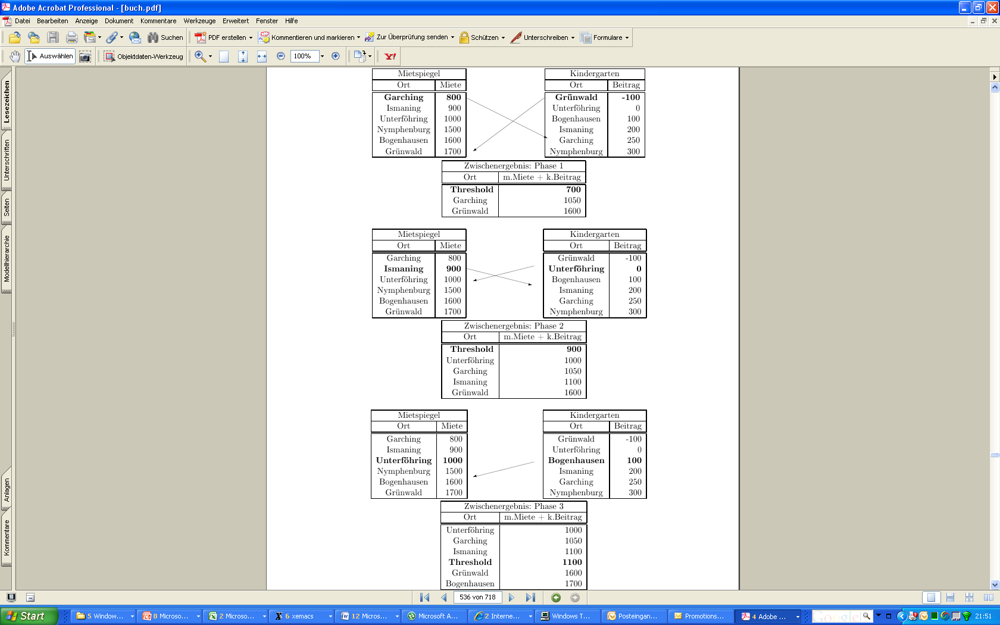 Adobe Acrobat Professional - [buch.pdf]
Datei Bearbeiten Anzeige Dokument Kommentare Werkzeuge Erweitert Fenster Hilfe
Suchen PDF erstellen Kommentieren und markieren Zur Überprüfung senden Schützen Unterschreiben Formulare
Auswählen Objektdaten-Werkzeug 100% Y!
Lesezeichen
Unterschriften
Seiten
Modellhierarchie
Anlagen
Kommentare
Mietspiegel
Ort Miete
Garching 800
Ismaning 900
Unterföhring 1000
Nymphenburg 1500
Bogenhausen 1600
Grünwald 1700
Kindergarten
Ort Beitrag
Grünwald -100
Unterföhring 0
Bogenhausen 100
Ismaning 200
Garching 250
Nymphenburg 300
Zwischenergebnis: Phase 1
Ort m.Miete + k.Beitrag
Threshold 700
Garching 1050
Grünwald 1600
Mietspiegel
Ort Miete
Garching 800
Ismaning 900
Unterföhring 1000
Nymphenburg 1500
Bogenhausen 1600
Grünwald 1700
Kindergarten
Ort Beitrag
Grünwald -100
Unterföhring 0
Bogenhausen 100
Ismaning 200
Garching 250
Nymphenburg 300
Zwischenergebnis: Phase 2
Ort m.Miete + k.Beitrag
Threshold 900
Unterföhring 1000
Garching 1050
Ismaning 1100
Grünwald 1600
Mietspiegel
Ort Miete
Garching 800
Ismaning 900
Unterföhring 1000
Nymphenburg 1500
Bogenhausen 1600
Grünwald 1700
Kindergarten
Ort Beitrag
Grünwald -100
Unterföhring 0
Bogenhausen 100
Ismaning 200
Garching 250
Nymphenburg 300
Zwischenergebnis: Phase 3
Ort m.Miete + k.Beitrag
Unterföhring 1000
Garching 1050
Ismaning 1100
Threshold 1100
Grünwald 1600
Bogenhausen 1700
536 von 718
Start 5 Window... 8 Microso... 2 Microso... 6 xemacs 12 Micros... Microsoft A... 2 Interne... Windows T... Posteingan... Promotions... 4 Adobe ... Google 21:51